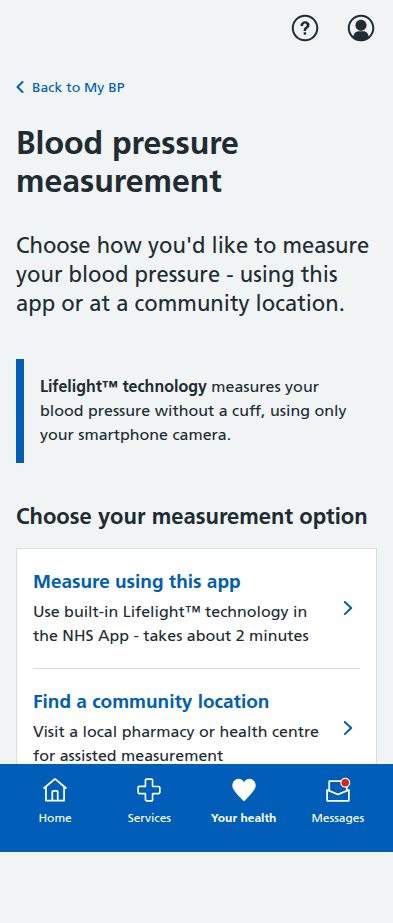 Back to My BP
Blood pressure
measurement
Choose how you'd like to measure
your blood pressure - using this
app or at a community location.
Lifelight™ technology measures your
blood pressure without a cuff, using only
your smartphone camera.
Choose your measurement option
Measure using this app
Use built-in Lifelight™ technology in
the NHS App - takes about 2 minutes
Find a community location
Visit a local pharmacy or health centre
for assisted measurement
Home Services Your health Messages